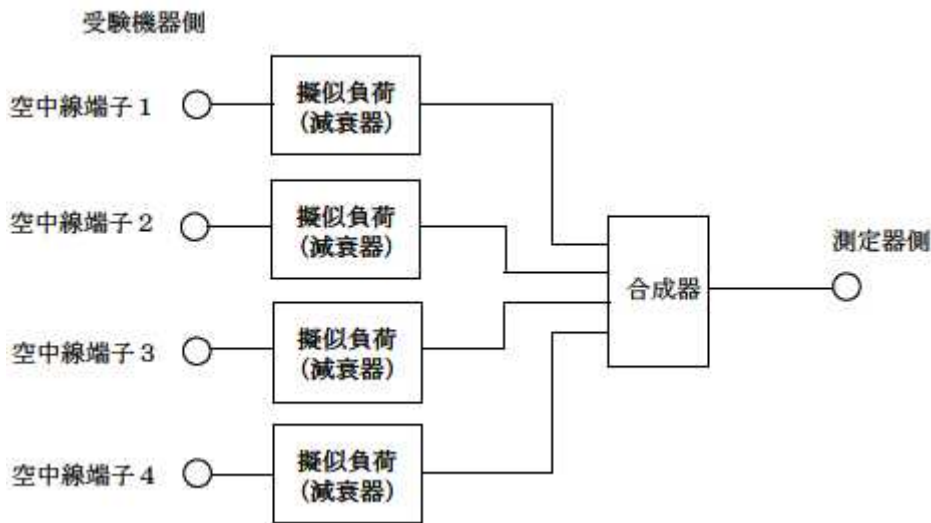 受験機器側
空中線端子1
擬似負荷
(減衰器)
空中線端子2
擬似負荷
(減衰器)
合成器
測定器側
空中線端子3
擬似負荷
(減衰器)
空中線端子4
擬似負荷
(減衰器)